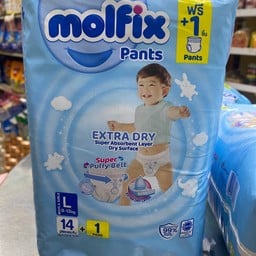 molfix
Pants
ฟรี
+1 ชิ้น
Pants
EXTRA DRY
Super Absorbent Layer
Dry Surface
Super
Puffy Belt
L
14
+ 1
99%